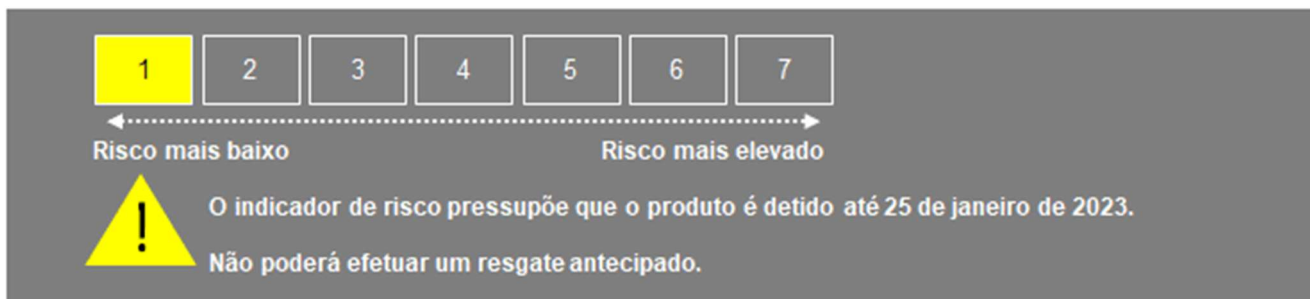 1 2 3 4 5 6 7
Risco mais baixo Risco mais elevado
!
O indicador de risco pressupõe que o produto é detido até 25 de janeiro de 2023.
Não poderá efetuar um resgate antecipado.